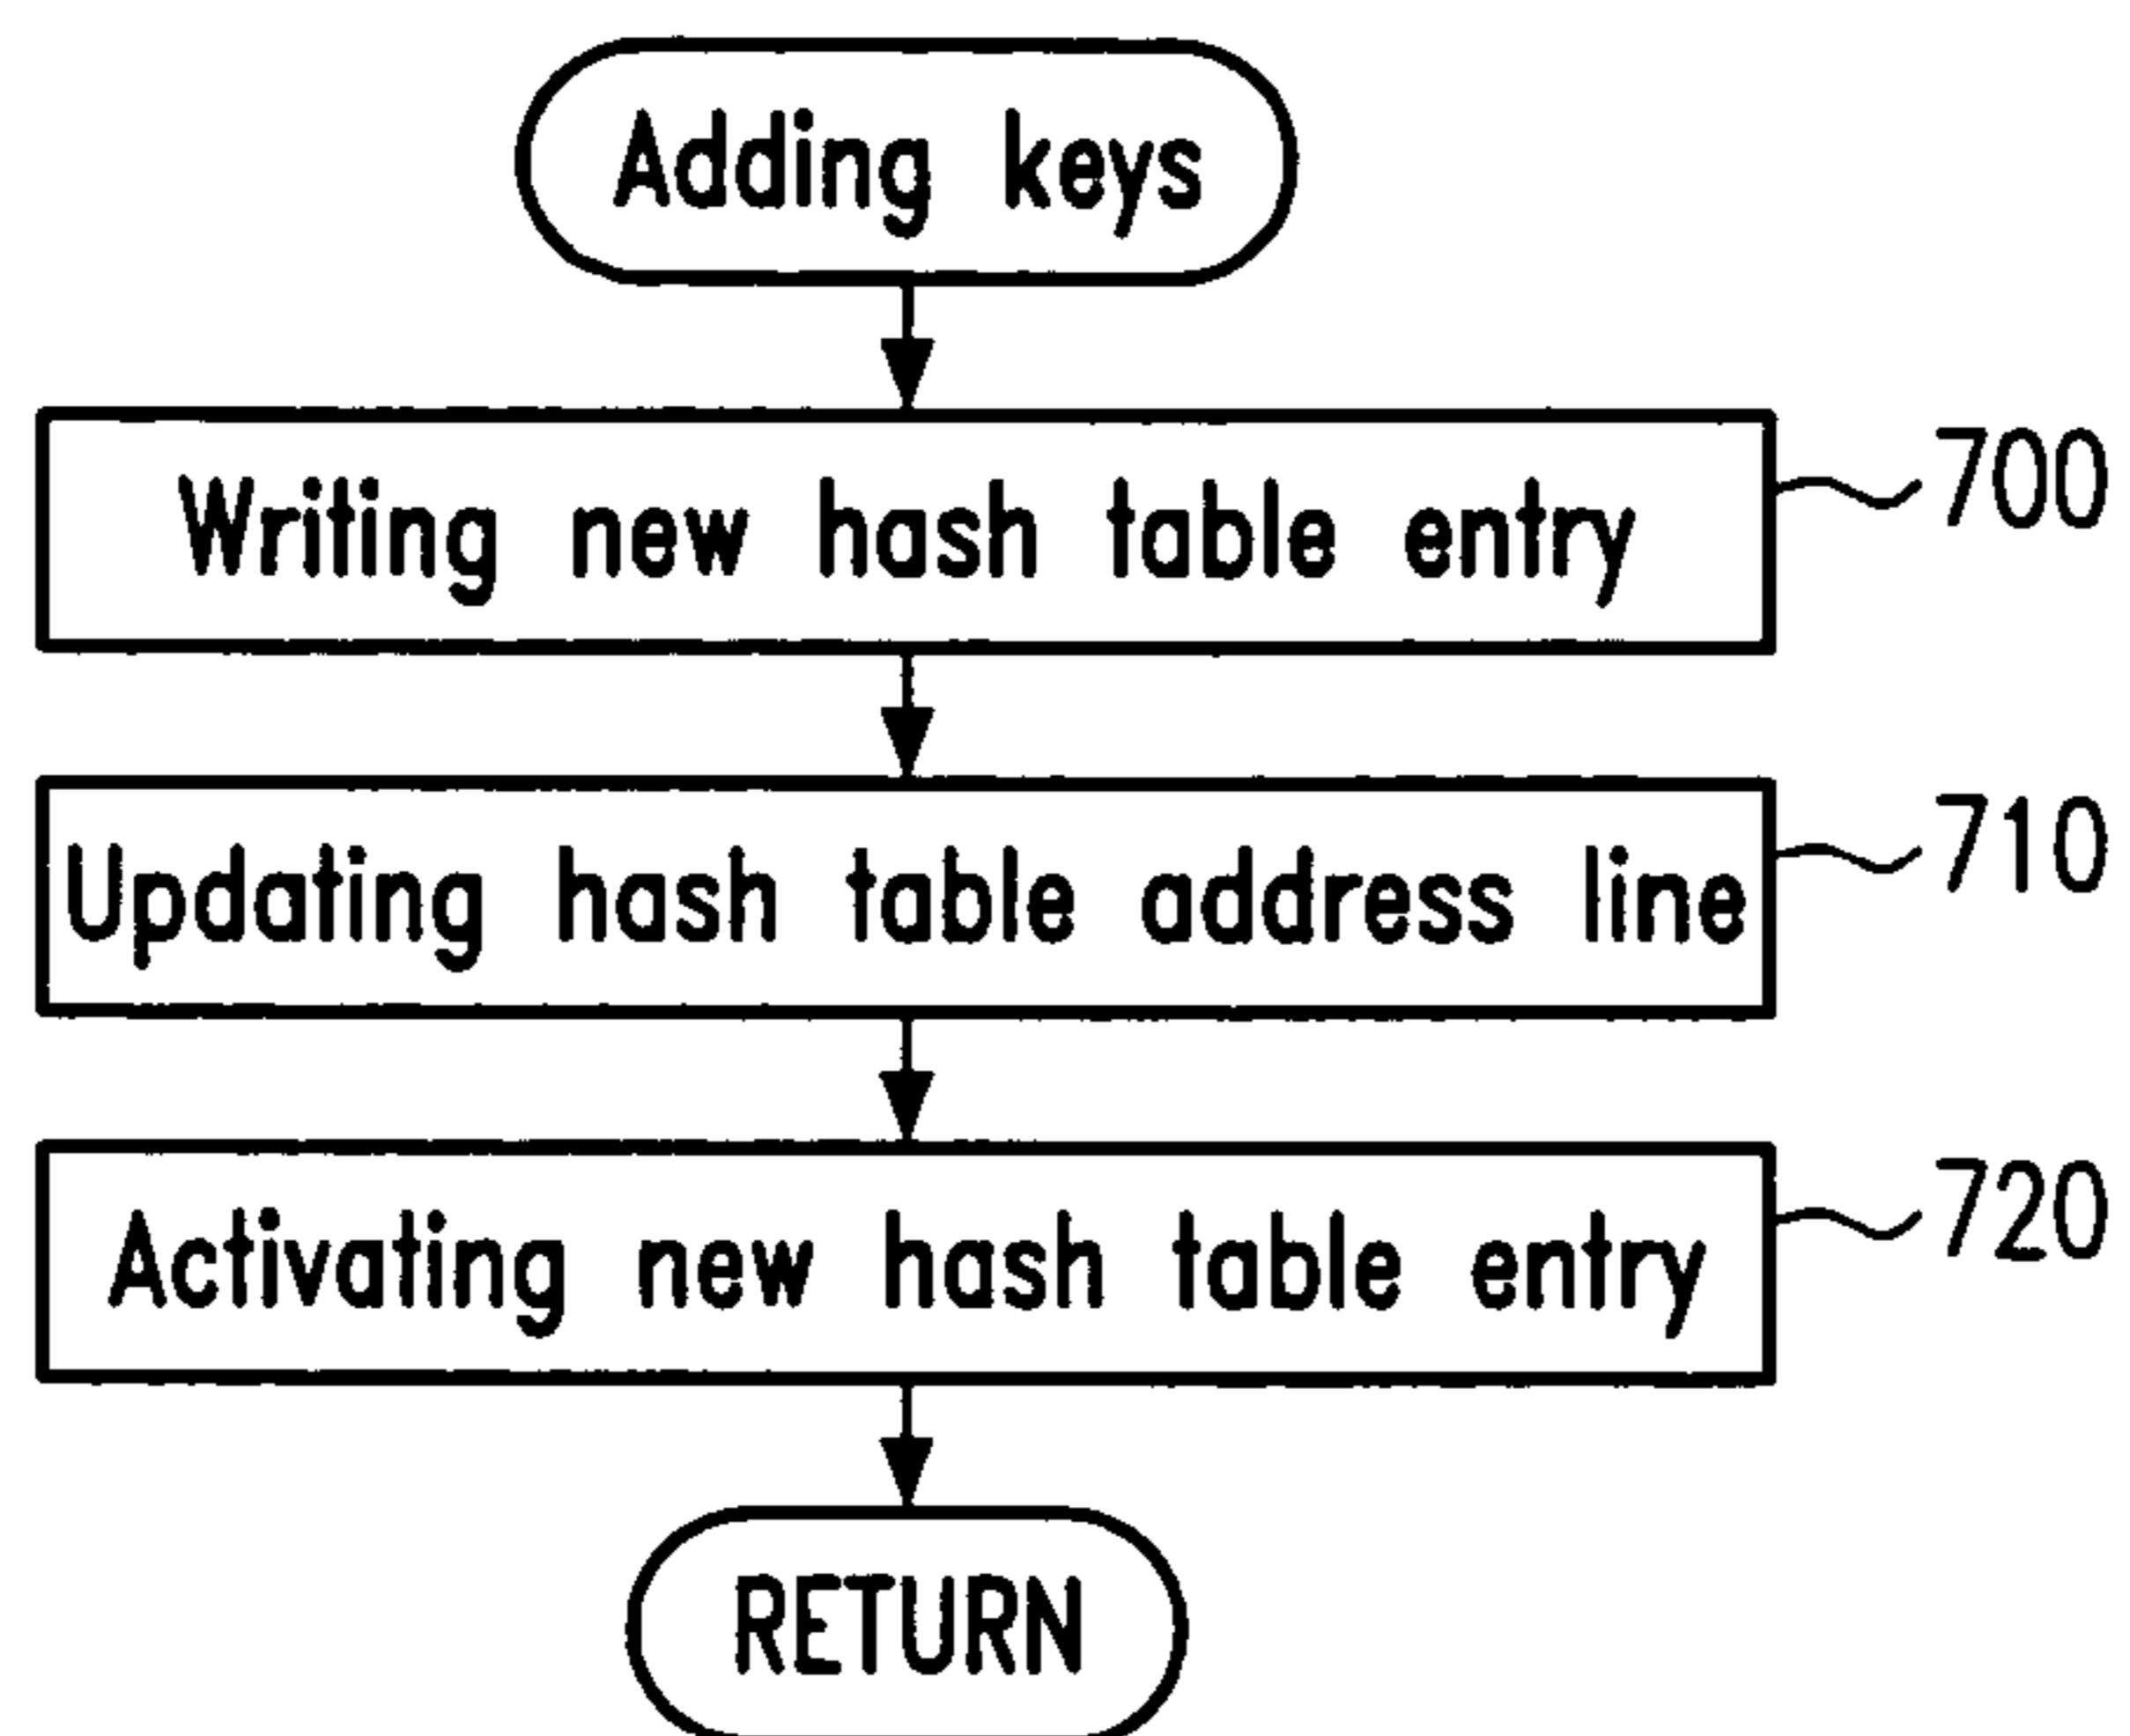 Adding keys
Writing new hash table entry
700
Updating hash table address line
710
Activating new hash table entry
720
RETURN